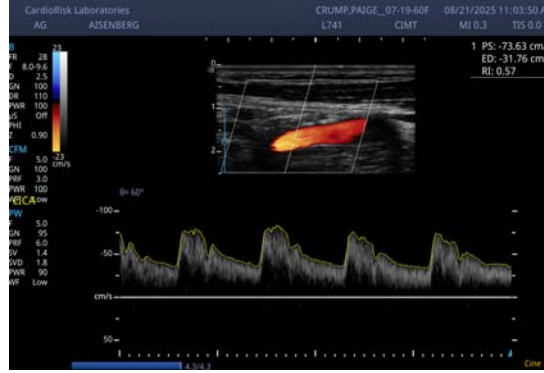 CardioRisk Laboratories CRUMP,PAIGE_07-19-60F 08/21/2025 11:03:50 A
AG AISENBERG L741 CIMT MI 0.3 TIS 0.0
1 PS: -73.63 cm/
ED: -31.76 cm/
RI: 0.57
B
FR 28
F 8.0-9.6
D 2.5
GN 100
DR 110
PWR 100
µS Off
PHI
Z 0.90
23
-23
cm/s
0
1
2
CFM
F 5.0
GN 100
PRF 3.0
PWR 100
WF Low
LICA
PW
F 5.0
GN 95
PRF 6.0
SV 1.4
SVD 1.8
PWR 90
WF Low
θ= 60°
-100
-50
cm/s
50
4.3/4.3
Cine